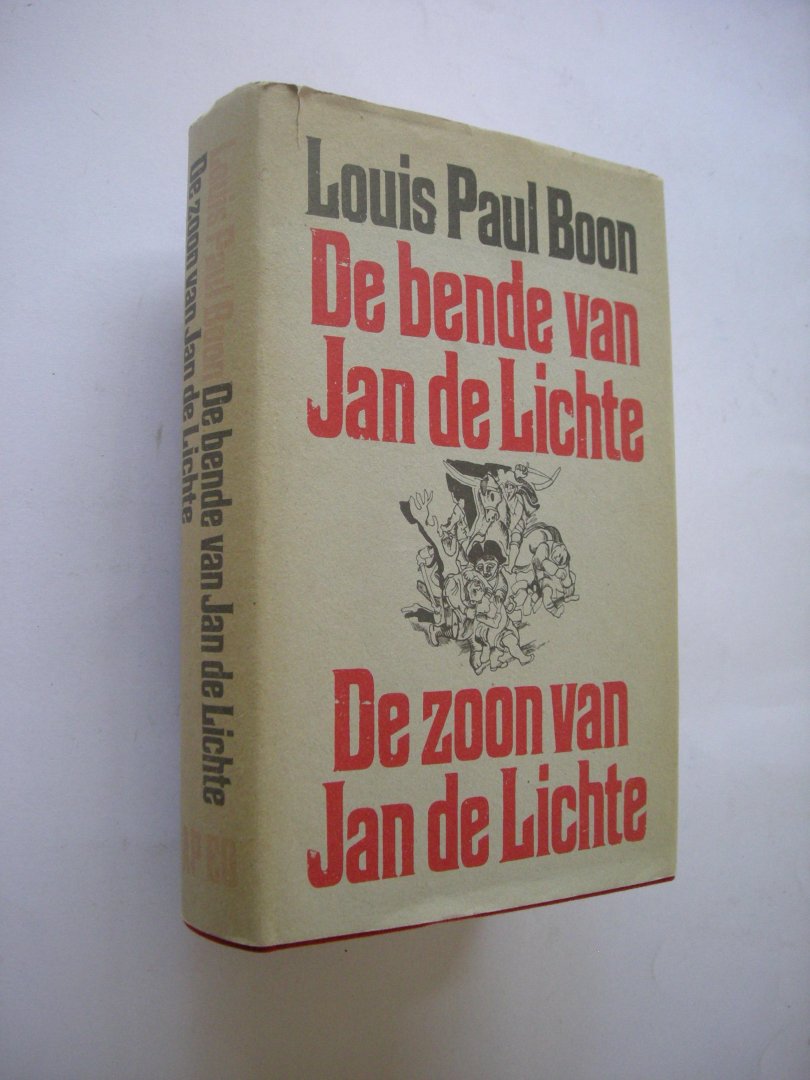 Louis Paul Boon
De bende van
Jan de Lichte
De zoon van
Jan de Lichte
Louis Paul Boon
De bende van Jan de Lichte
De zoon van Jan de Lichte